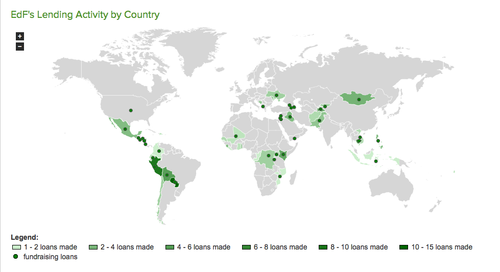 EdF's Lending Activity by Country
+
−
Legend:
1 - 2 loans made 2 - 4 loans made 4 - 6 loans made 6 - 8 loans made 8 - 10 loans made 10 - 15 loans made
fundraising loans